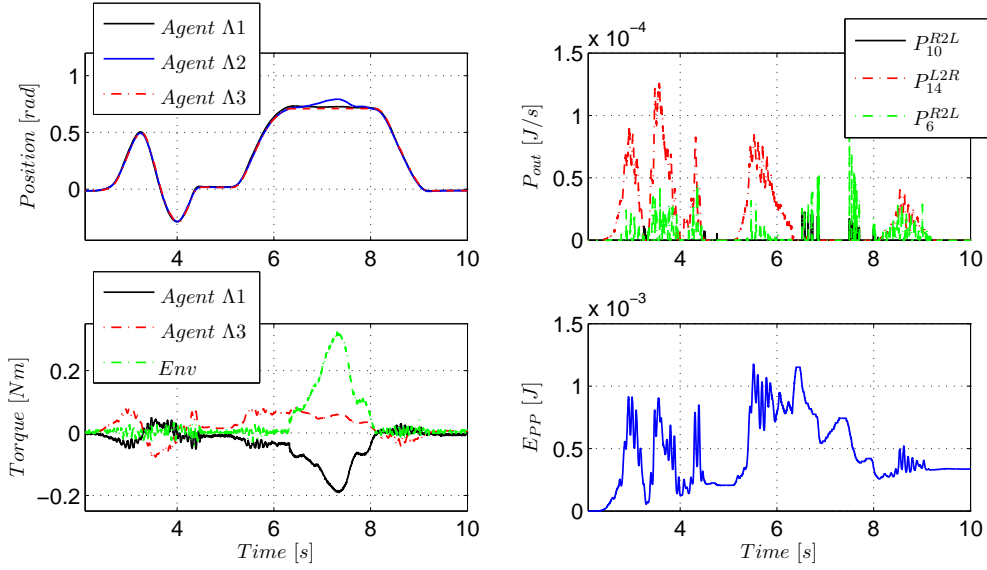 Agent Λ1
Agent Λ2
Agent Λ3
1
0.5
0
Position [rad]
4
6
8
10
x 10⁻⁴
1.5
1
0.5
0
P_out [J/s]
P_10^R2L
P_14^L2R
P_6^R2L
4
6
8
10
Agent Λ1
Agent Λ3
Env
0.2
0
−0.2
Torque [Nm]
4
6
8
10
Time [s]
x 10⁻³
1.5
1
0.5
0
E_PP [J]
4
6
8
10
Time [s]